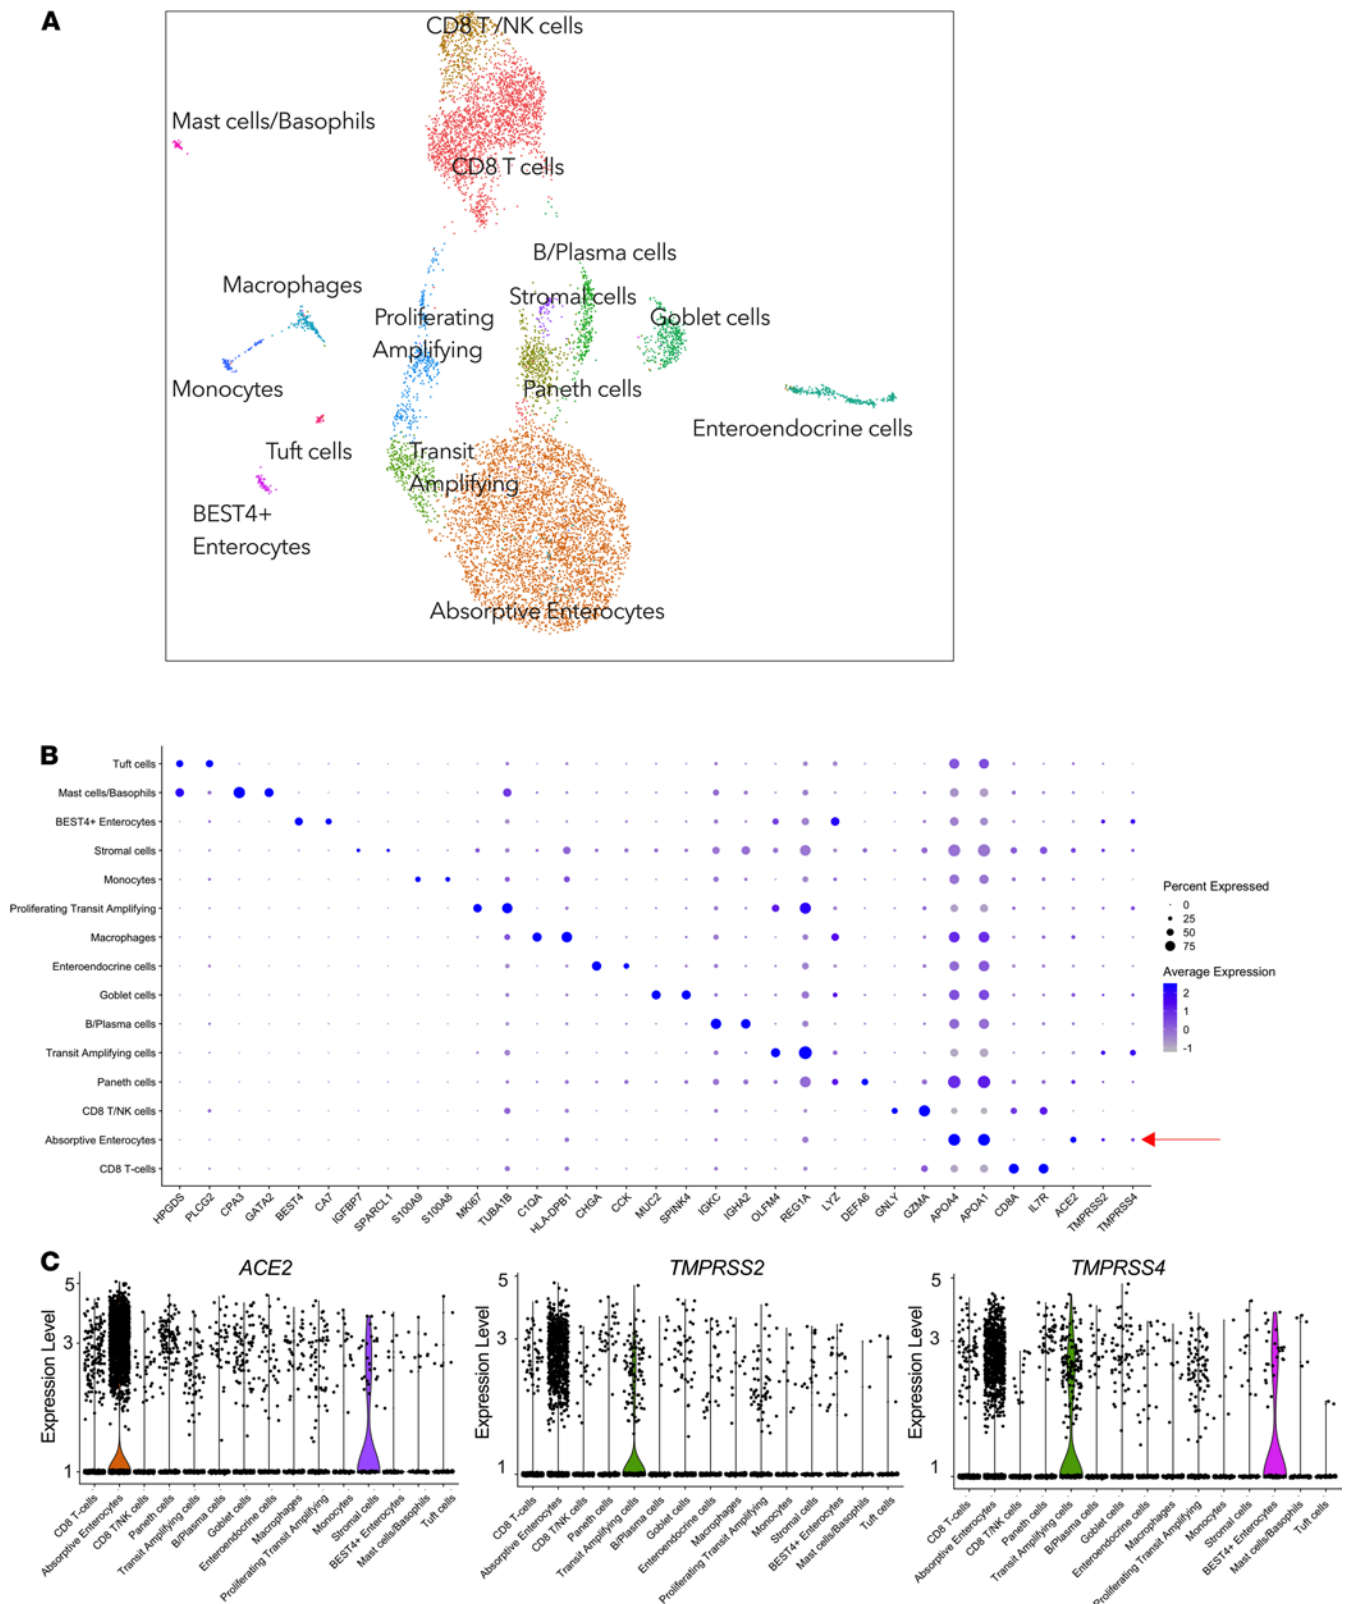 A
CD8 T/NK cells
Mast cells/Basophils
CD8 T cells
B/Plasma cells
Macrophages
Stromal cells
Proliferating
Amplifying
Goblet cells
Monocytes
Paneth cells
Enteroendocrine cells
Tuft cells
Transit
Amplifying
BEST4+
Enterocytes
Absorptive Enterocytes
B
Tuft cells
Mast cells/Basophils
BEST4+ Enterocytes
Stromal cells
Monocytes
Proliferating Transit Amplifying
Macrophages
Enteroendocrine cells
Goblet cells
B/Plasma cells
Transit Amplifying cells
Paneth cells
CD8 T/NK cells
Absorptive Enterocytes
CD8 T-cells
HPGDS
PLCG2
CPA3
GATA2
BEST4
CA7
IGFBP7
SPARCL1
S100A9
S100A8
MKI67
TUBA1B
C1QA
HLA-DPB1
CHGA
CCK
MUC2
SPINK4
IGKC
IGHA2
OLFM4
REG1A
LYZ
DEFA6
GNLY
GZMA
APOA4
APOA1
CD8A
IL7R
ACE2
TMPRSS2
TMPRSS4
Percent Expressed
0
25
50
75
Average Expression
2
1
0
-1
C
ACE2
Expression Level
5
3
1
CD8 T-cells
Absorptive Enterocytes
CD8 T/NK cells
Paneth cells
Transit Amplifying cells
B/Plasma cells
Goblet cells
Enteroendocrine cells
Macrophages
Proliferating Transit Amplifying
Monocytes
Stromal cells
BEST4+ Enterocytes
Mast cells/Basophils
Tuft cells
TMPRSS2
Expression Level
5
3
1
CD8 T-cells
Absorptive Enterocytes
CD8 T/NK cells
Paneth cells
Transit Amplifying cells
B/Plasma cells
Goblet cells
Enteroendocrine cells
Macrophages
Proliferating Transit Amplifying
Monocytes
Stromal cells
BEST4+ Enterocytes
Mast cells/Basophils
Tuft cells
TMPRSS4
Expression Level
5
3
1
CD8 T-cells
Absorptive Enterocytes
CD8 T/NK cells
Paneth cells
Transit Amplifying cells
B/Plasma cells
Goblet cells
Enteroendocrine cells
Macrophages
Proliferating Transit Amplifying
Monocytes
Stromal cells
BEST4+ Enterocytes
Mast cells/Basophils
Tuft cells